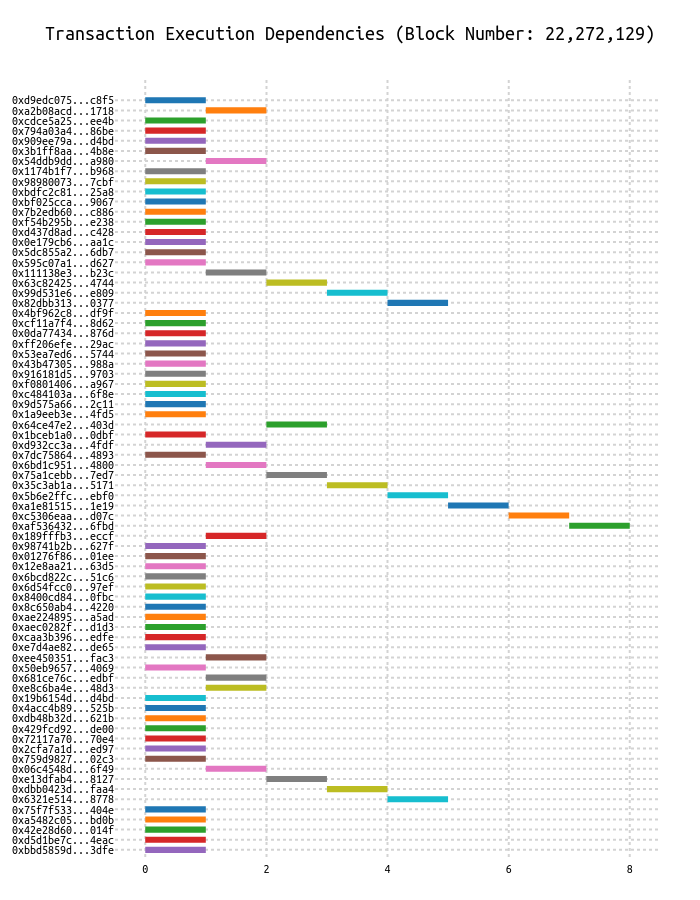 Transaction Execution Dependencies (Block Number: 22,272,129)
0xd9edc075...c8f5
0xa2b08acd...1718
0xcdce5a25...ee4b
0x794a03a4...86be
0x909ee79a...d4bd
0x3b1ff8aa...4b8e
0x54ddb9dd...a980
0x1174b1f7...b968
0x98980073...7cbf
0xbdfc2c81...25a8
0xbf025cca...9067
0x7b2edb60...c886
0xf54b295b...e238
0xd437d8ad...c428
0x0e179cb6...aa1c
0x5dc855a2...6db7
0x595c07a1...d627
0x111138e3...b23c
0x63c82425...4744
0x99d531e6...e809
0x82dbb313...0377
0x4bf962c8...df9f
0xcf11a7f4...8d62
0x0da77434...876d
0xff206efe...29ac
0x53ea7ed6...5744
0x43b47305...988a
0x916181d5...9703
0xf0801406...a967
0xc484103a...6f8e
0x9d575a66...2c11
0x1a9eeb3e...4fd5
0x64ce47e2...403d
0x1bceb1a0...0dbf
0xd932cc3a...4fdf
0x7dc75864...4893
0x6bd1c951...4800
0x75a1cebb...7ed7
0x35c3ab1a...5171
0x5b6e2ffc...ebf0
0xa1e81515...1e19
0xc5306eaa...d07c
0xaf536432...6fbd
0x189fffb3...eccf
0x98741b2b...627f
0x01276f86...01ee
0x12e8aa21...63d5
0x6bcd822c...51c6
0x6d54fcc0...97ef
0x8400cd84...0fbc
0x8c650ab4...4220
0xae224895...a5ad
0xaec0282f...d1d3
0xcaa3b396...edfe
0xe7d4ae82...de65
0xee450351...fac3
0x50eb9657...4069
0x681ce76c...edbf
0xe8c6ba4e...48d3
0x19b6154d...d4bd
0x4acc4b89...525b
0xdb48b32d...621b
0x429fcd92...de00
0x72117a70...70e4
0x2cfa7a1d...ed97
0x759d9827...02c3
0x06c4548d...6f49
0xe13dfab4...8127
0xdbb0423d...faa4
0x6321e514...8778
0x75f7f533...404e
0xa5482c05...bd0b
0x42e28d60...014f
0xd5d1be7c...4eac
0xbbd5859d...3dfe
0 2 4 6 8